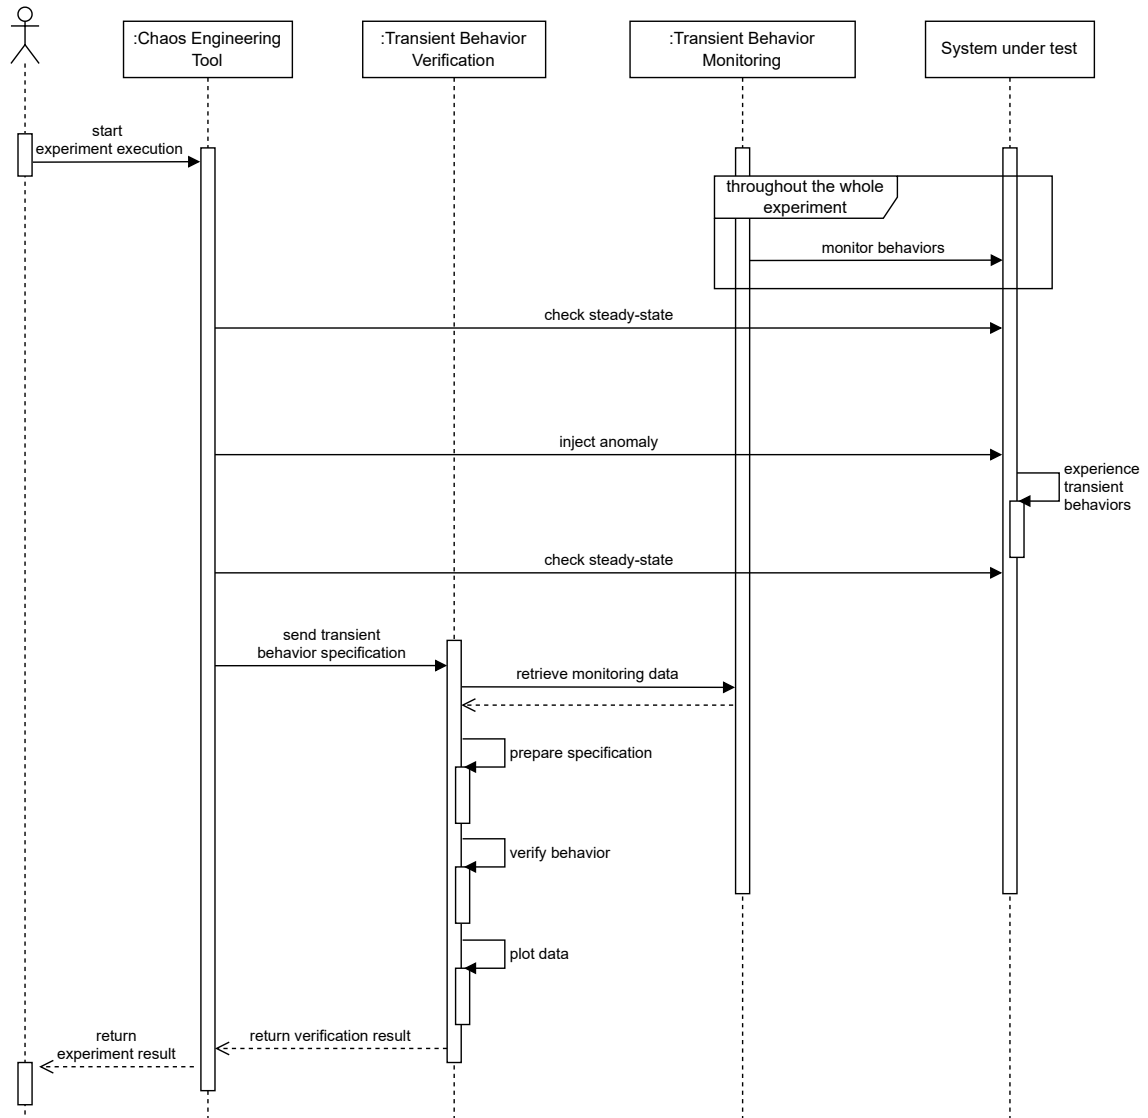 :Chaos Engineering
Tool
:Transient Behavior
Verification
:Transient Behavior
Monitoring
System under test
start
experiment execution
throughout the whole
experiment
monitor behaviors
check steady-state
inject anomaly
experience
transient
behaviors
check steady-state
send transient
behavior specification
retrieve monitoring data
prepare specification
verify behavior
plot data
return verification result
return
experiment result